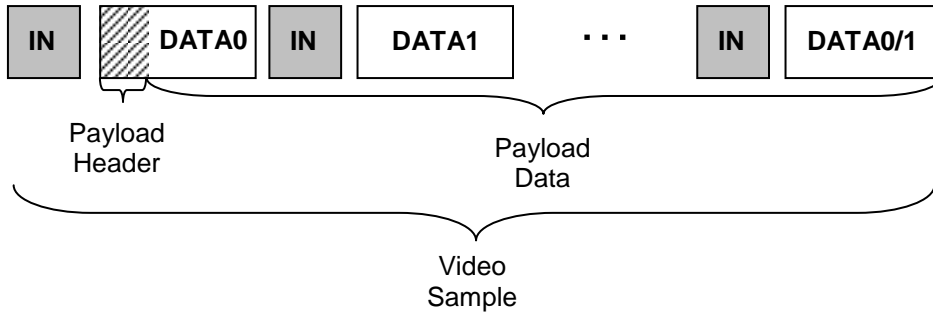 IN DATA0 IN DATA1 ... IN DATA0/1
Payload
Header
Payload
Data
Video
Sample